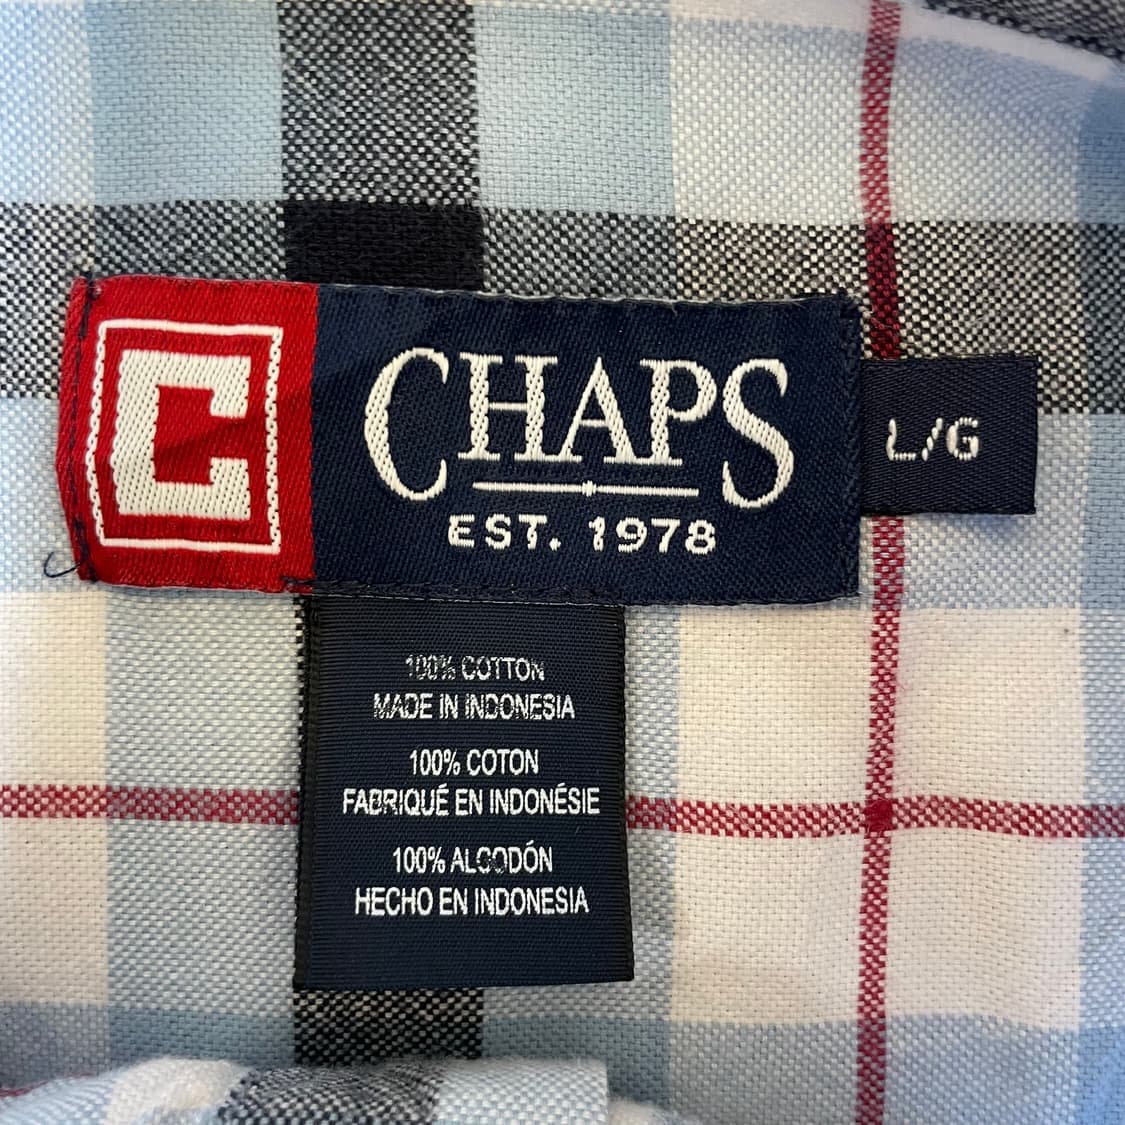 C
CHAPS
EST. 1978
L/G
100% COTTON
MADE IN INDONESIA
100% COTON
FABRIQUÉ EN INDONÉSIE
100% ALGODÓN
HECHO EN INDONESIA